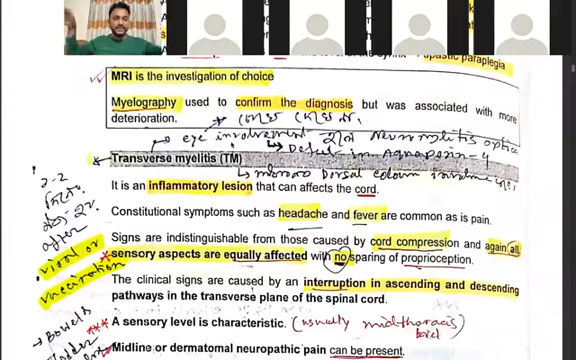 spastic paraplegia.
MRI is the investigation of choice
Myelography used to confirm the diagnosis but was associated with more
deterioration.
eye involvement
Defect in Aquaporin-4
Transverse myelitis (TM)
Dorsal column
It is an inflammatory lesion that can affects the cord.
Constitutional symptoms such as headache and fever are common as is pain.
after
Signs are indistinguishable from those caused by cord compression and again all
viral or
sensory aspects are equally affected with no sparing of proprioception.
vaccination
The clinical signs are caused by an interruption in ascending and descending
pathways in the transverse plane of the spinal cord.
→ Bowels
A sensory level is characteristic. (usually midthoracic)
level
Midline or dermatomal neuropathic pain can be present.